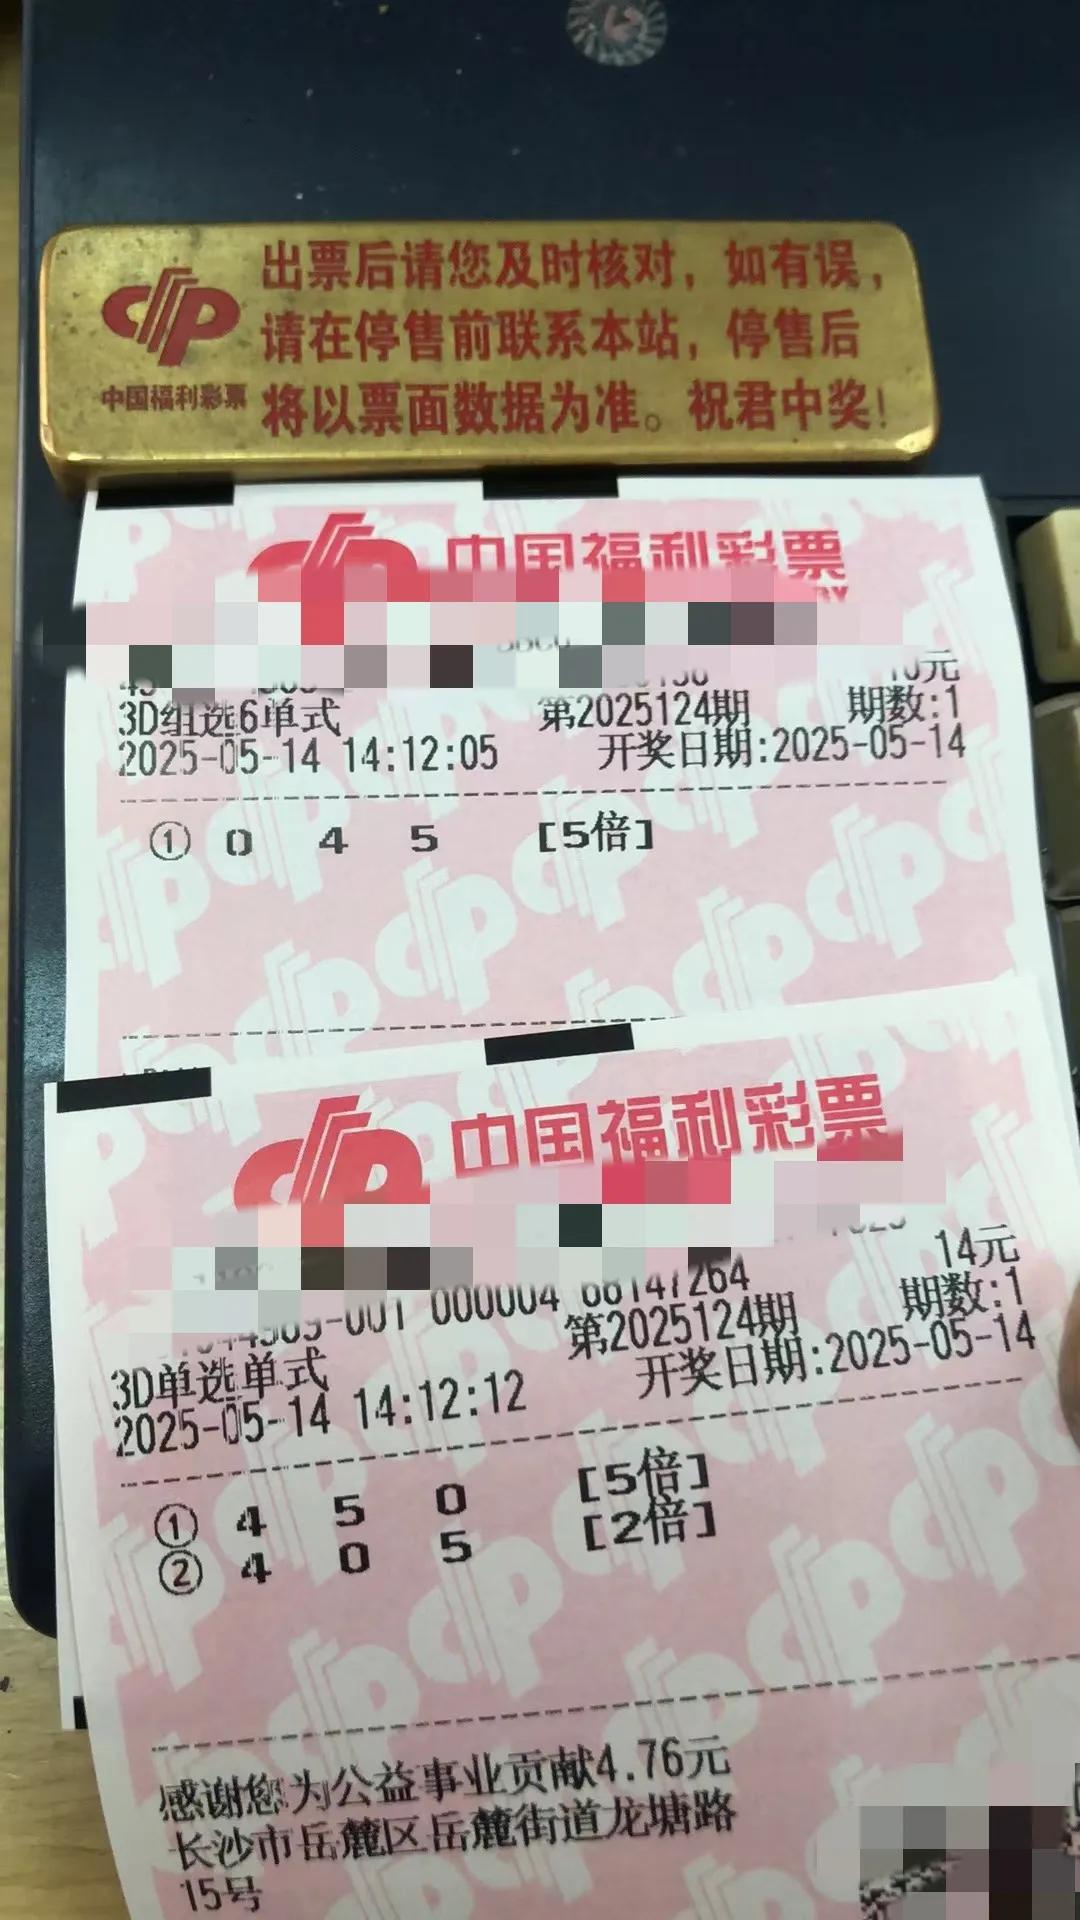 出票后请您及时核对，如有误，
请在停售前联系本站，停售后
将以票面数据为准。祝君中奖！
中国福利彩票
中国福利彩票
10元
3D组选6单式 第2025124期 期数:1
2025-05-14 14:12:05 开奖日期:2025-05-14
① 0 4 5 [5倍]
中国福利彩票
14元
-001 000004 68147264
3D单选单式 第2025124期 期数:1
2025-05-14 14:12:12 开奖日期:2025-05-14
① 4 5 0 [5倍]
② 4 0 5 [2倍]
感谢您为公益事业贡献4.76元
长沙市岳麓区岳麓街道龙塘路
15号